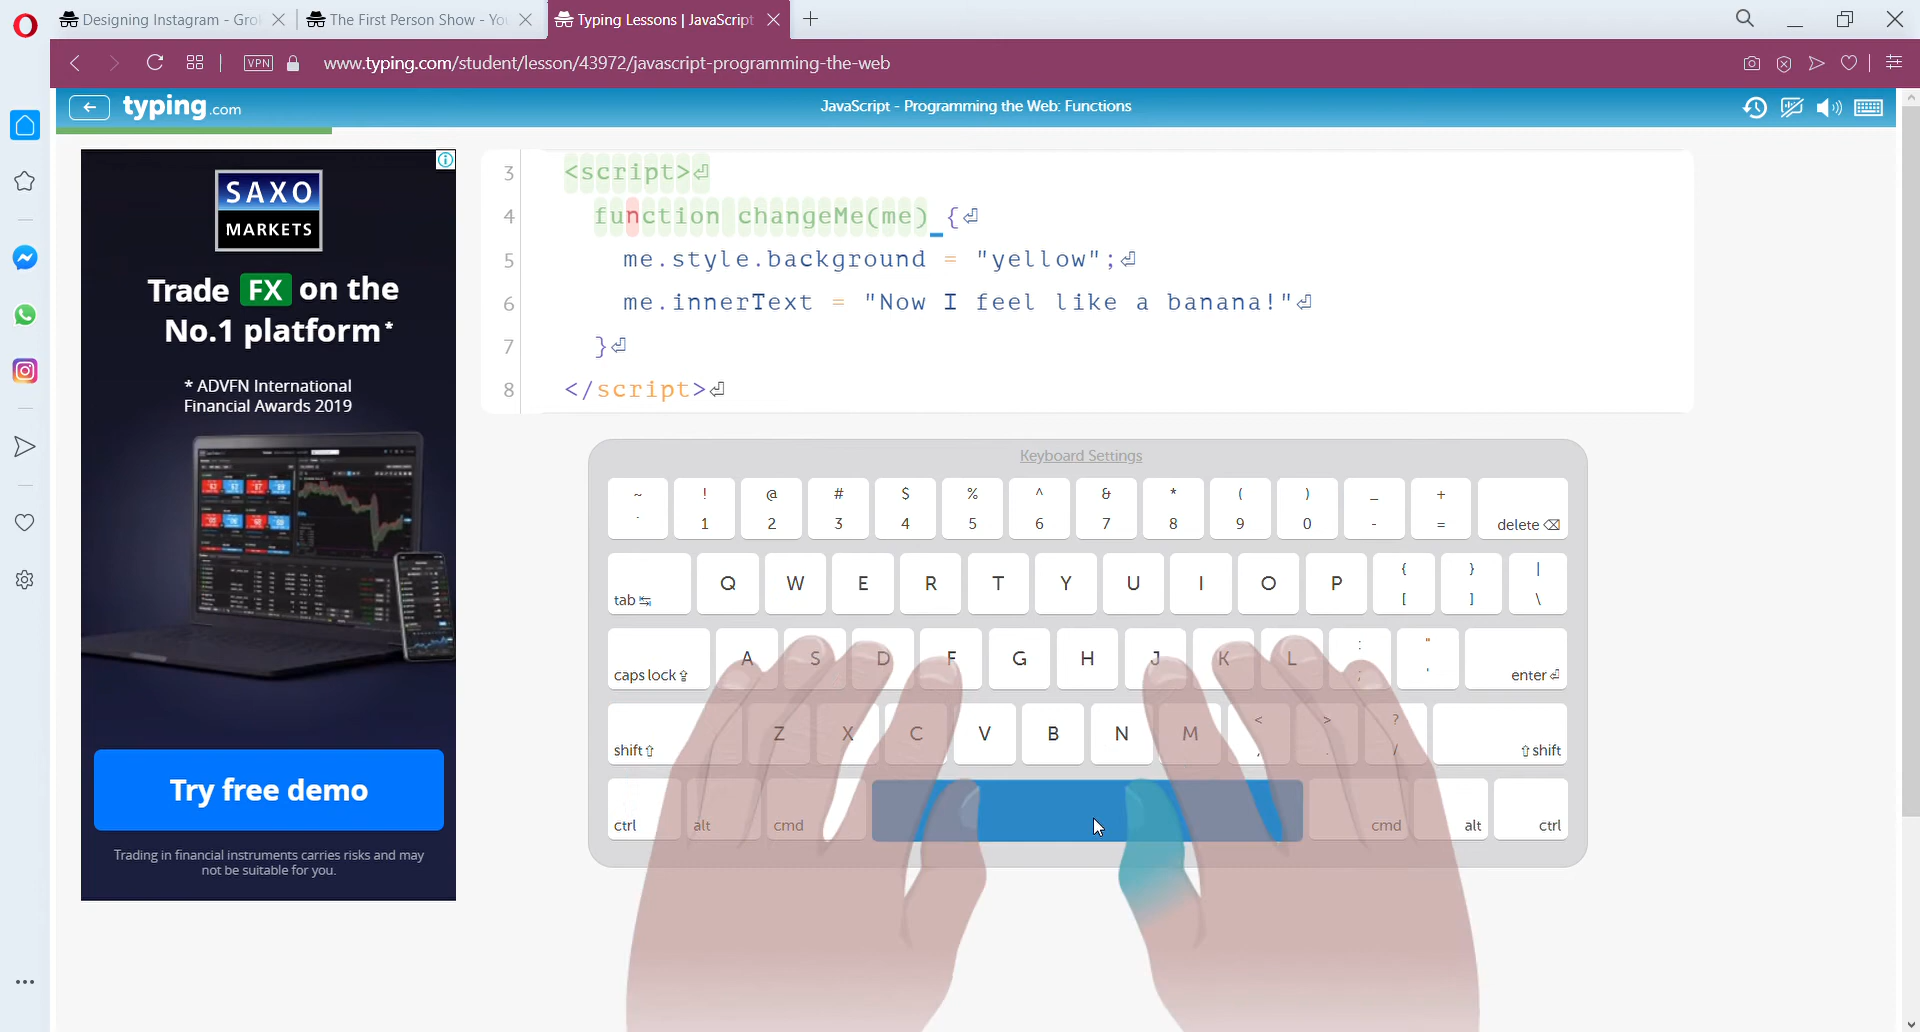 Designing Instagram - Gro
The First Person Show - Yo
Typing Lessons | JavaScript
VPN
www.typing.com/student/lesson/43972/javascript-programming-the-web
typing.com
JavaScript - Programming the Web: Functions
SAXO
MARKETS
Trade FX on the
No.1 platform*
* ADVFN International
Financial Awards 2019
Try free demo
Trading in financial instruments carries risks and may
not be suitable for you.
3 <script>⏎
4 function changeMe(me) {⏎
5 me.style.background = "yellow";⏎
6 me.innerText = "Now I feel like a banana!"⏎
7 }⏎
8 </script>⏎
Keyboard Settings
~ ! @ # $ % ^ & * ( ) _ +
` 1 2 3 4 5 6 7 8 9 0 - = delete
Q W E R T Y U I O P { } |
tab [ ] \
A S D F G H J K L : "
caps lock ; ' enter
Z X C V B N M < > ?
shift , . / shift
ctrl alt cmd cmd alt ctrl